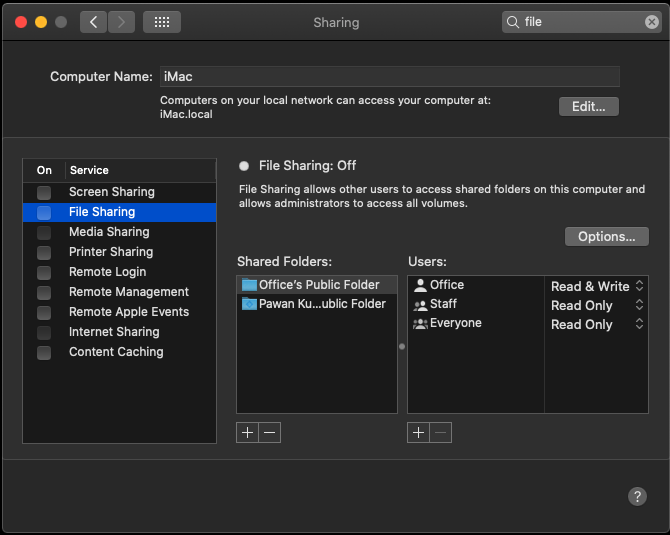 Sharing
file
Computer Name: iMac
Computers on your local network can access your computer at:
iMac.local
Edit...
On Service
Screen Sharing
File Sharing
Media Sharing
Printer Sharing
Remote Login
Remote Management
Remote Apple Events
Internet Sharing
Content Caching
File Sharing: Off
File Sharing allows other users to access shared folders on this computer and
allows administrators to access all volumes.
Options...
Shared Folders:
Office's Public Folder
Pawan Ku...ublic Folder
Users:
Office Read & Write
Staff Read Only
Everyone Read Only
+ −
+ −
?